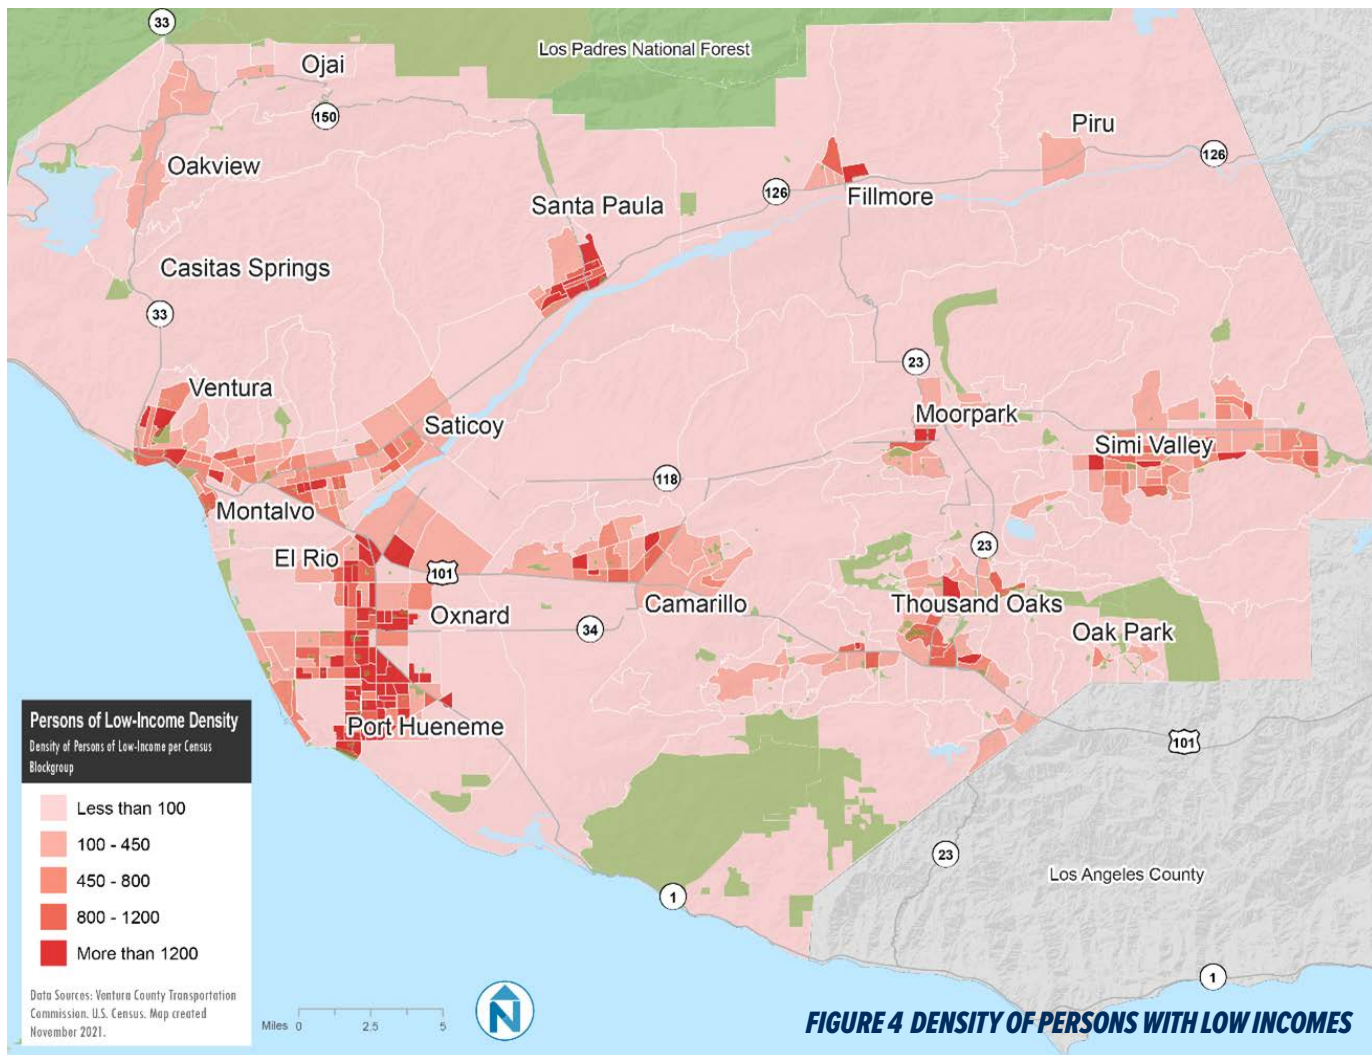 33
Los Padres National Forest
Ojai
150
Piru
126
Oakview
126
Fillmore
Santa Paula
Casitas Springs
33
23
Ventura
Moorpark
Saticoy
Simi Valley
118
Montalvo
El Rio
101
23
Oxnard
Camarillo
Thousand Oaks
34
Oak Park
Port Hueneme
101
23
Los Angeles County
1
1
Persons of Low-Income Density
Density of Persons of Low-Income per Census
Blockgroup
Less than 100
100 - 450
450 - 800
800 - 1200
More than 1200
Data Sources: Ventura County Transportation
Commission. U.S. Census. Map created
November 2021.
Miles 0 2.5 5
N
FIGURE 4 DENSITY OF PERSONS WITH LOW INCOMES